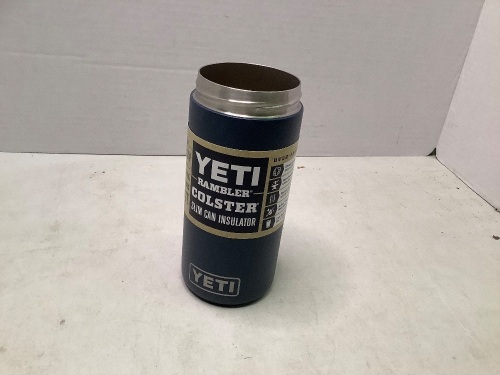 YETI
RAMBLER
COLSTER
SLIM CAN INSULATOR
YETI